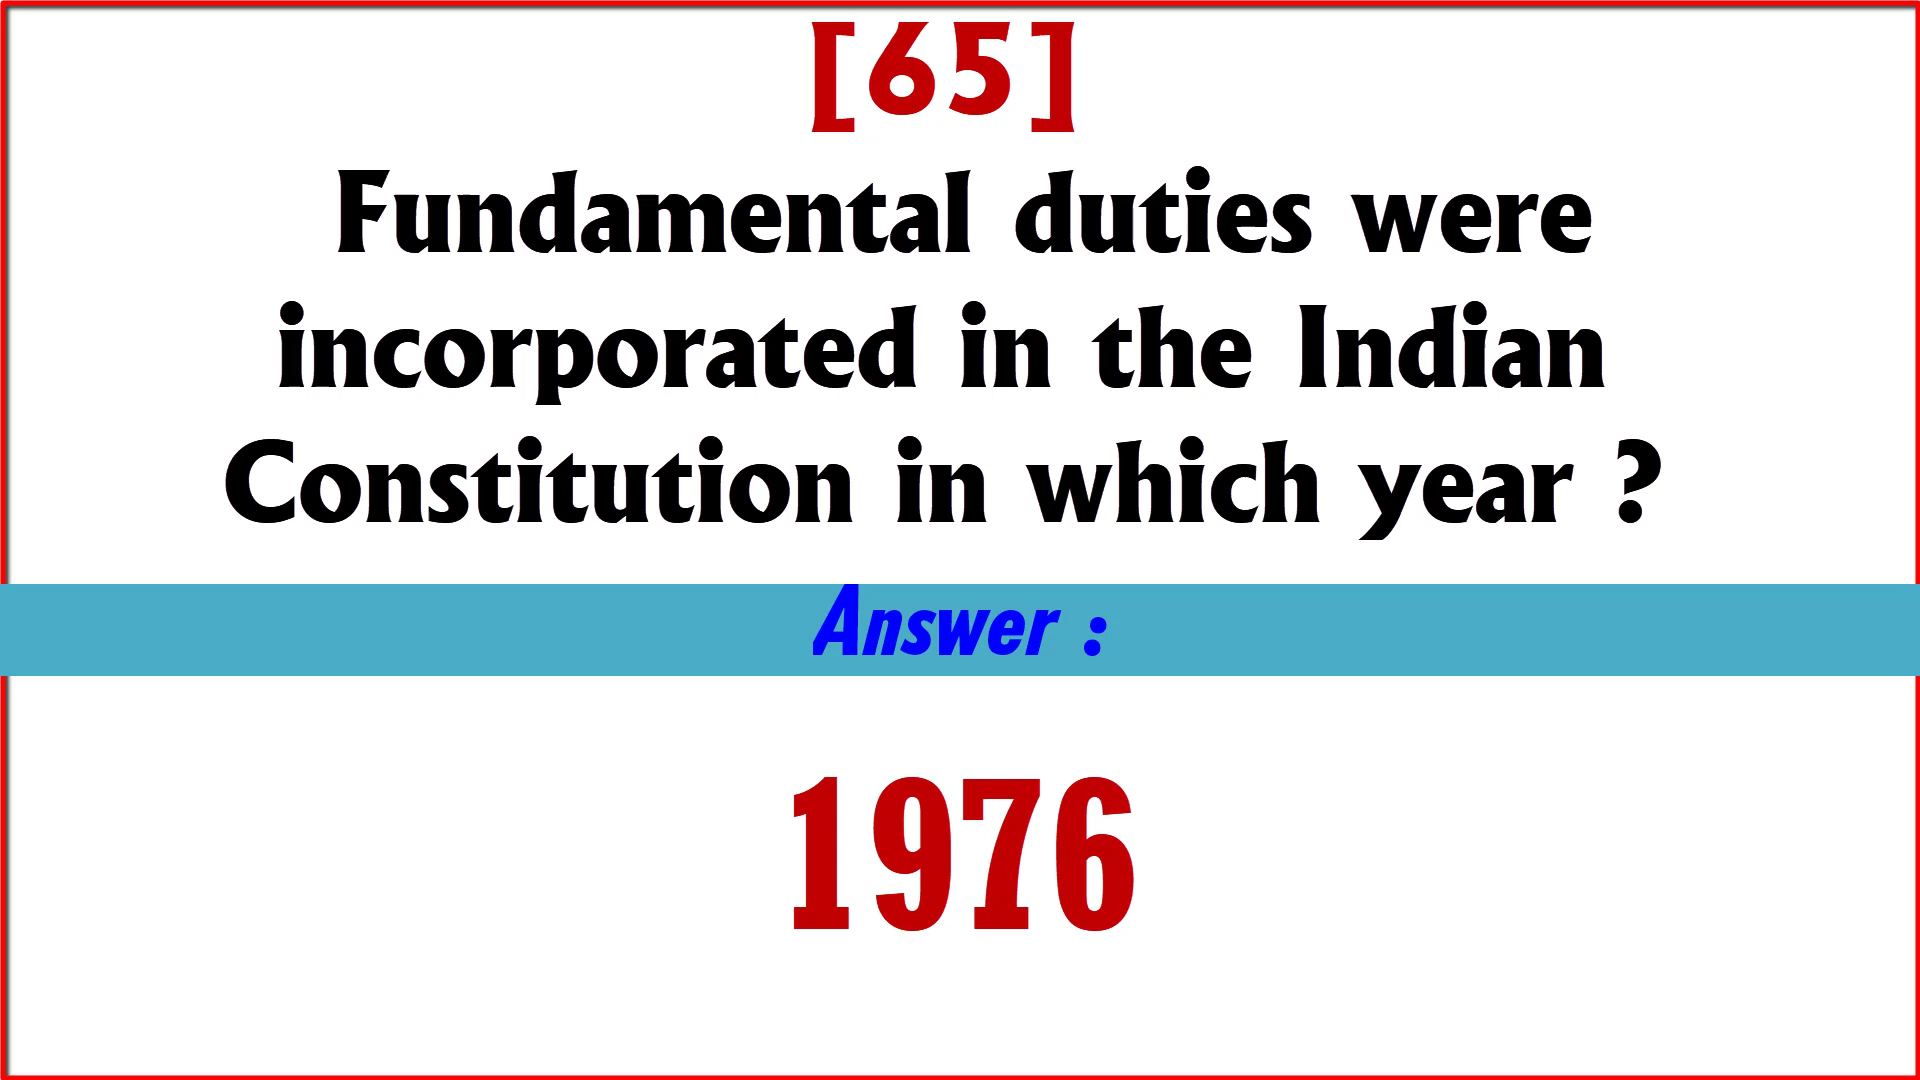 [65]
Fundamental duties were
incorporated in the Indian
Constitution in which year ?
Answer :
1976